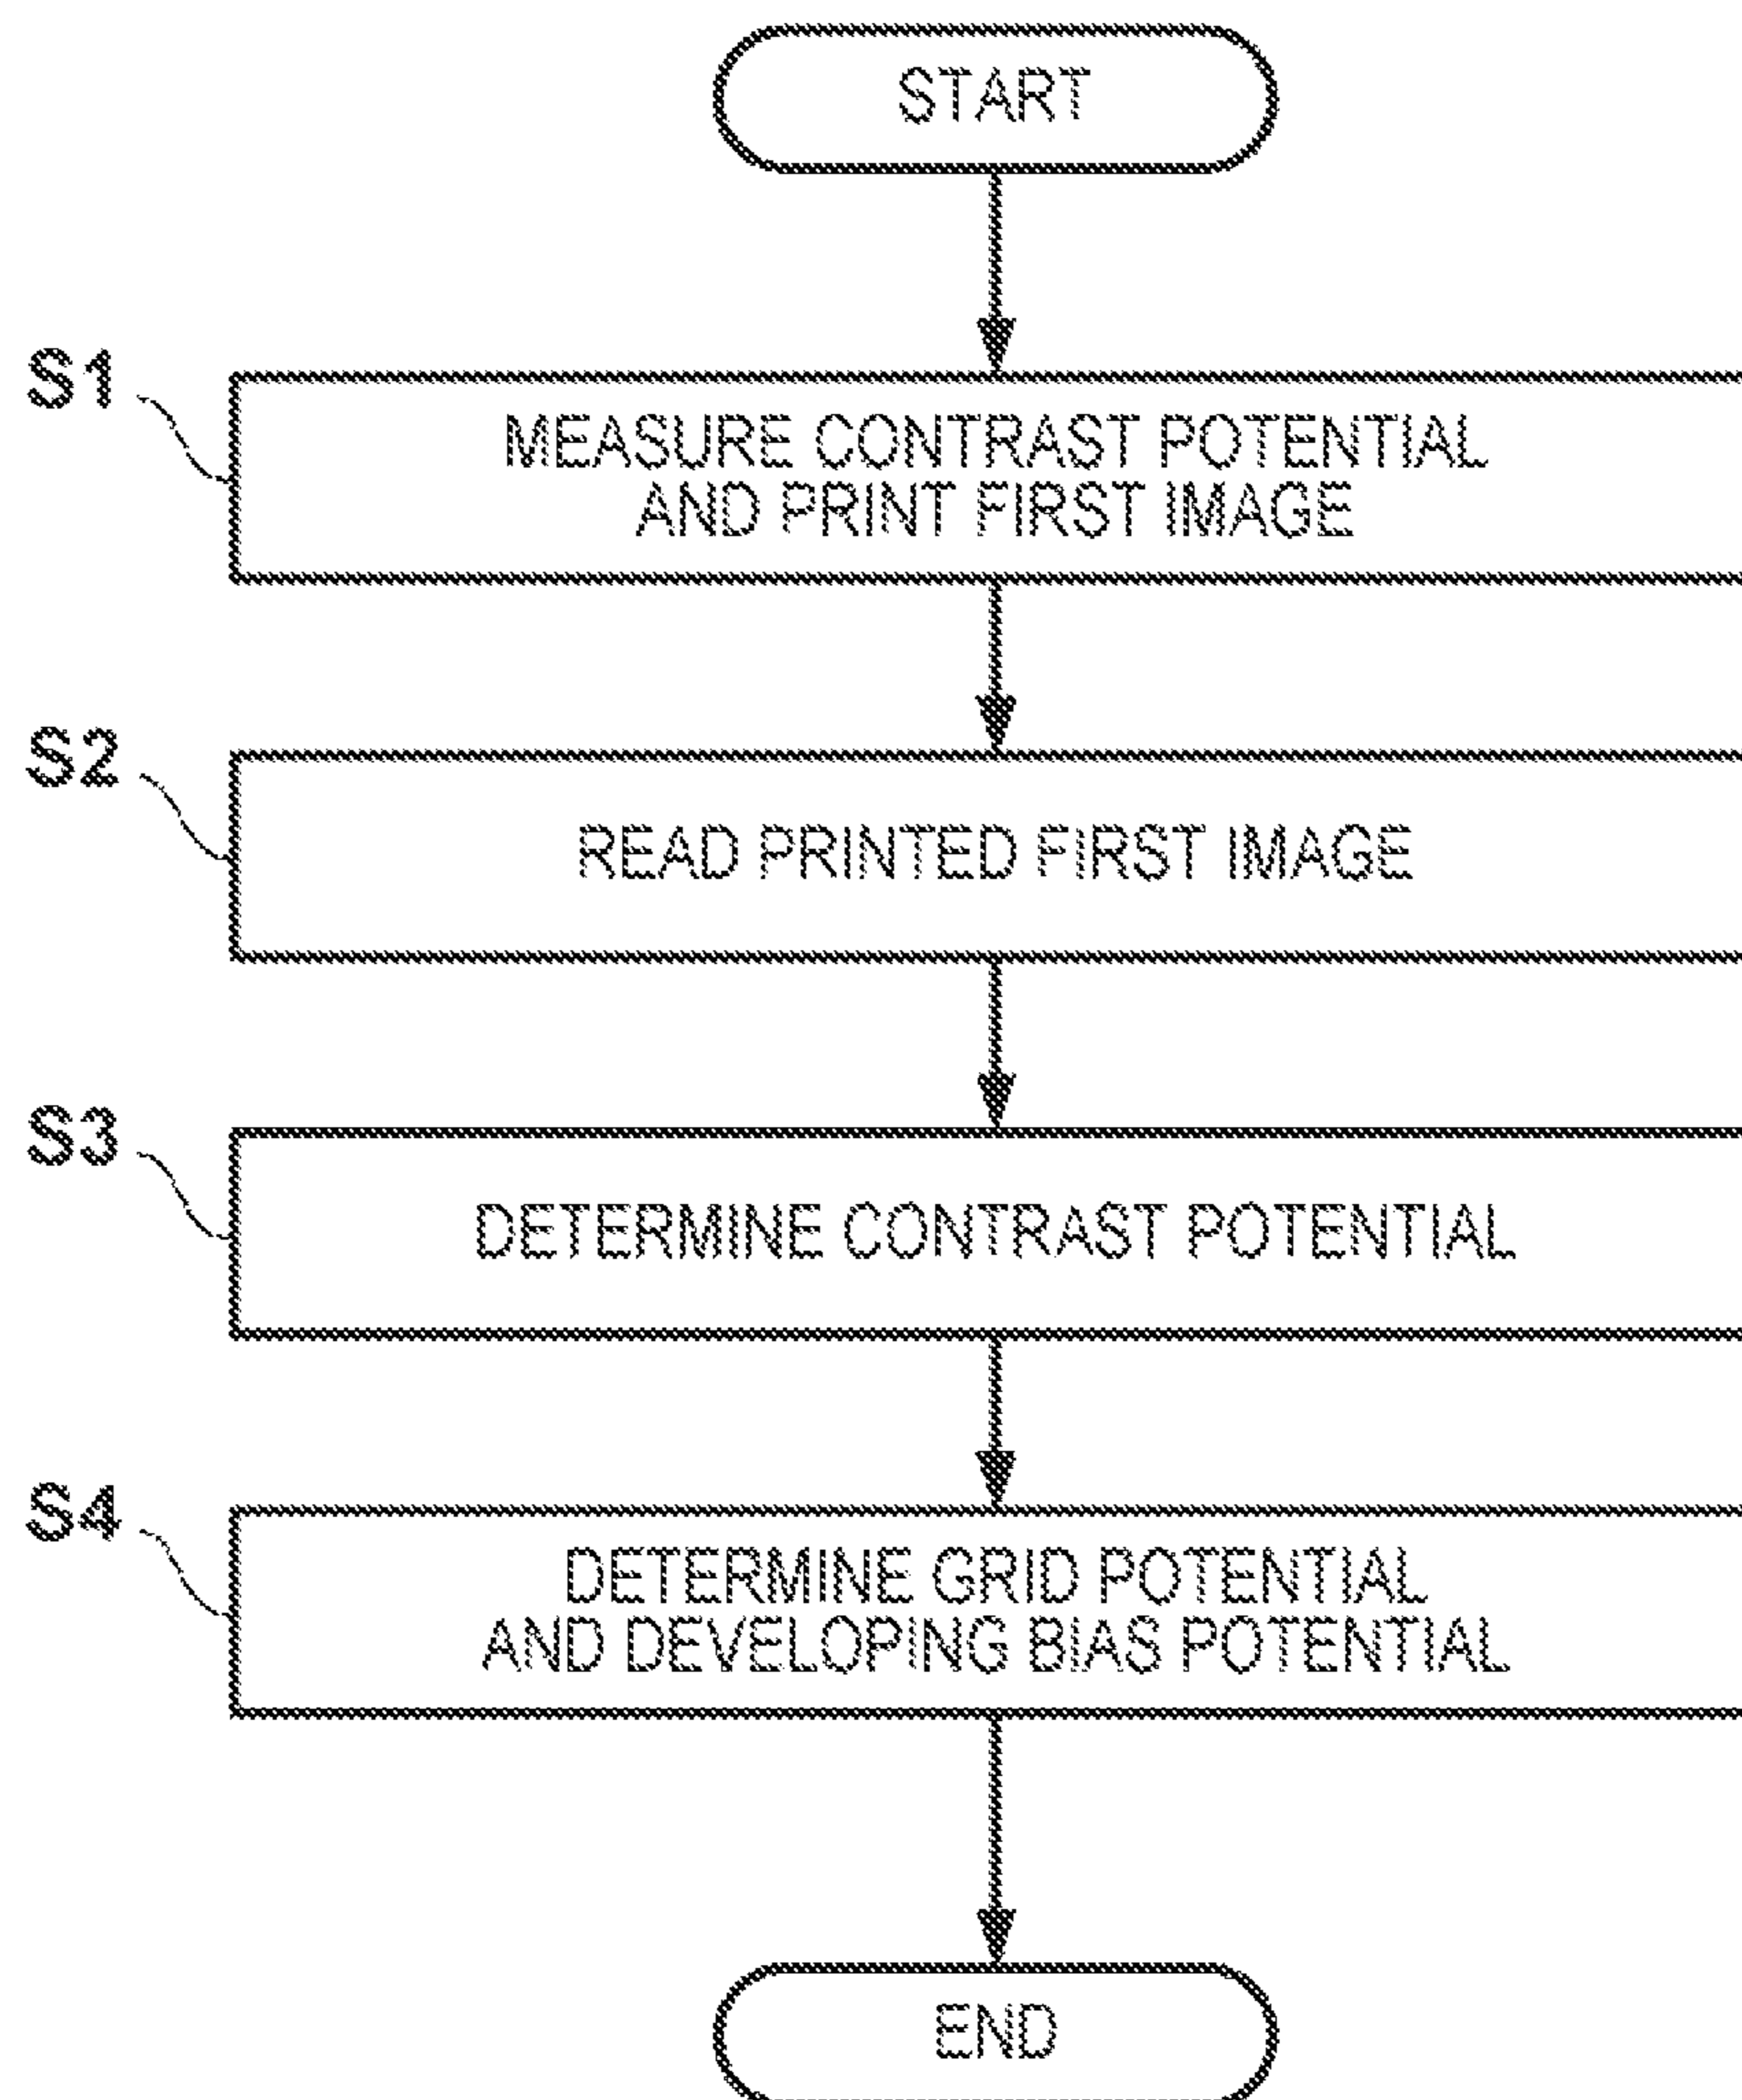 START
S1
MEASURE CONTRAST POTENTIAL
AND PRINT FIRST IMAGE
S2
READ PRINTED FIRST IMAGE
S3
DETERMINE CONTRAST POTENTIAL
S4
DETERMINE GRID POTENTIAL
AND DEVELOPING BIAS POTENTIAL
END